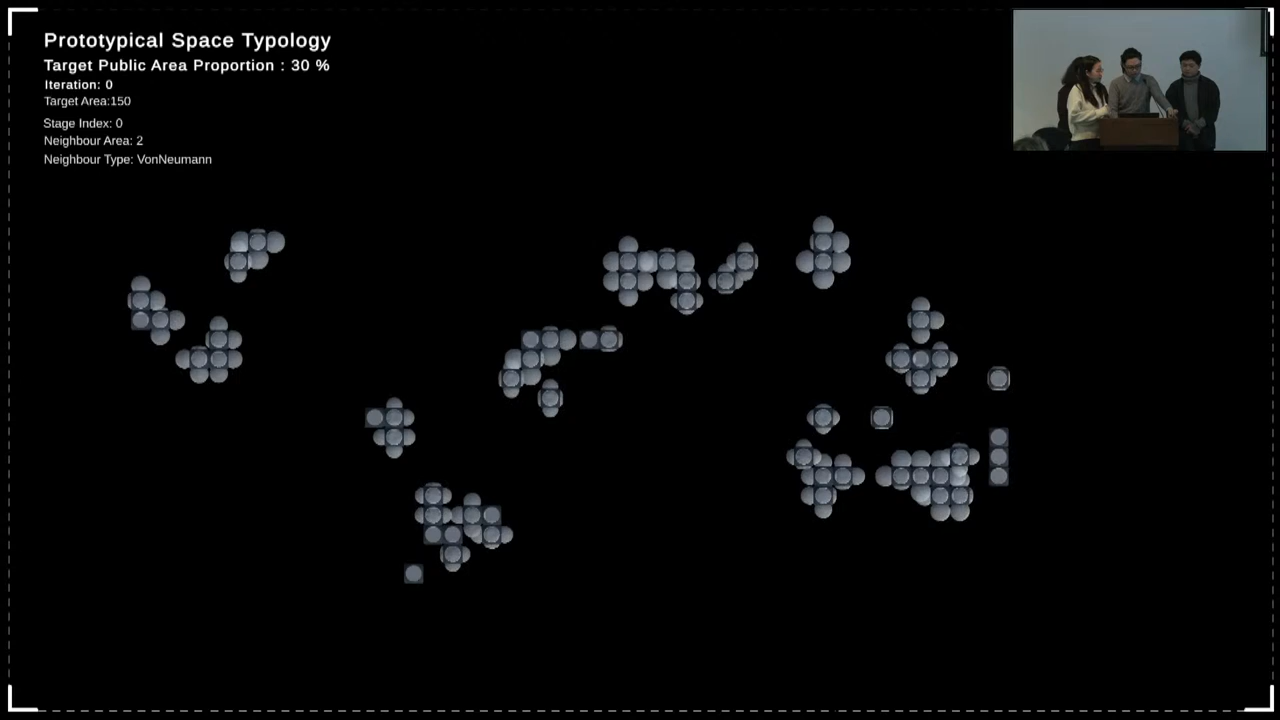 Prototypical Space Typology
Target Public Area Proportion : 30 %
Iteration: 0
Target Area:150
Stage Index: 0
Neighbour Area: 2
Neighbour Type: VonNeumann